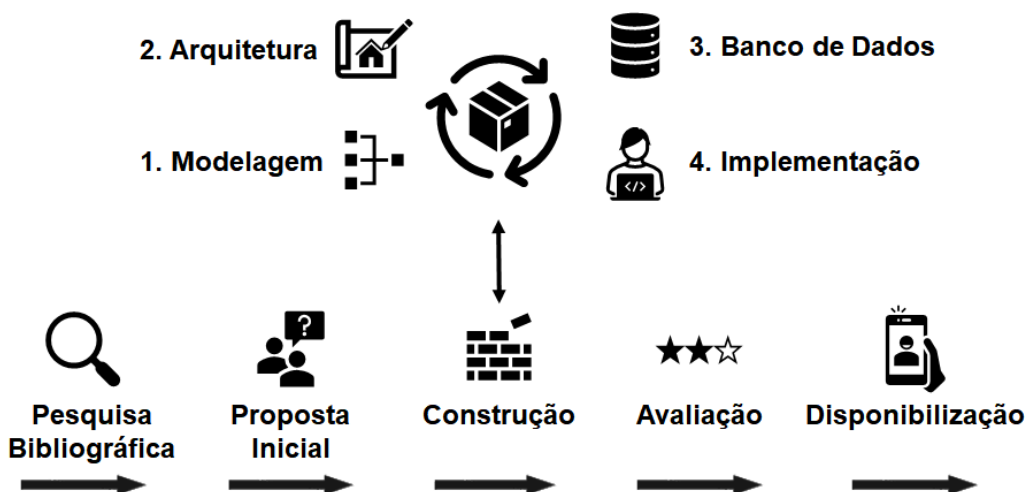 2. Arquitetura
3. Banco de Dados
1. Modelagem
4. Implementação
</>
?
Pesquisa
Bibliográfica
Proposta
Inicial
Construção
Avaliação
Disponibilização